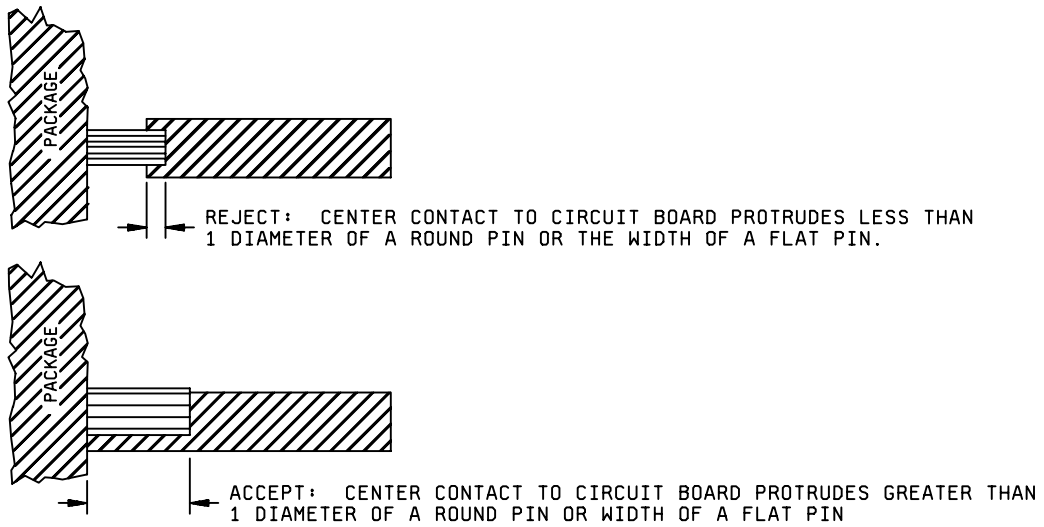 PACKAGE
REJECT: CENTER CONTACT TO CIRCUIT BOARD PROTRUDES LESS THAN
1 DIAMETER OF A ROUND PIN OR THE WIDTH OF A FLAT PIN.
PACKAGE
ACCEPT: CENTER CONTACT TO CIRCUIT BOARD PROTRUDES GREATER THAN
1 DIAMETER OF A ROUND PIN OR WIDTH OF A FLAT PIN